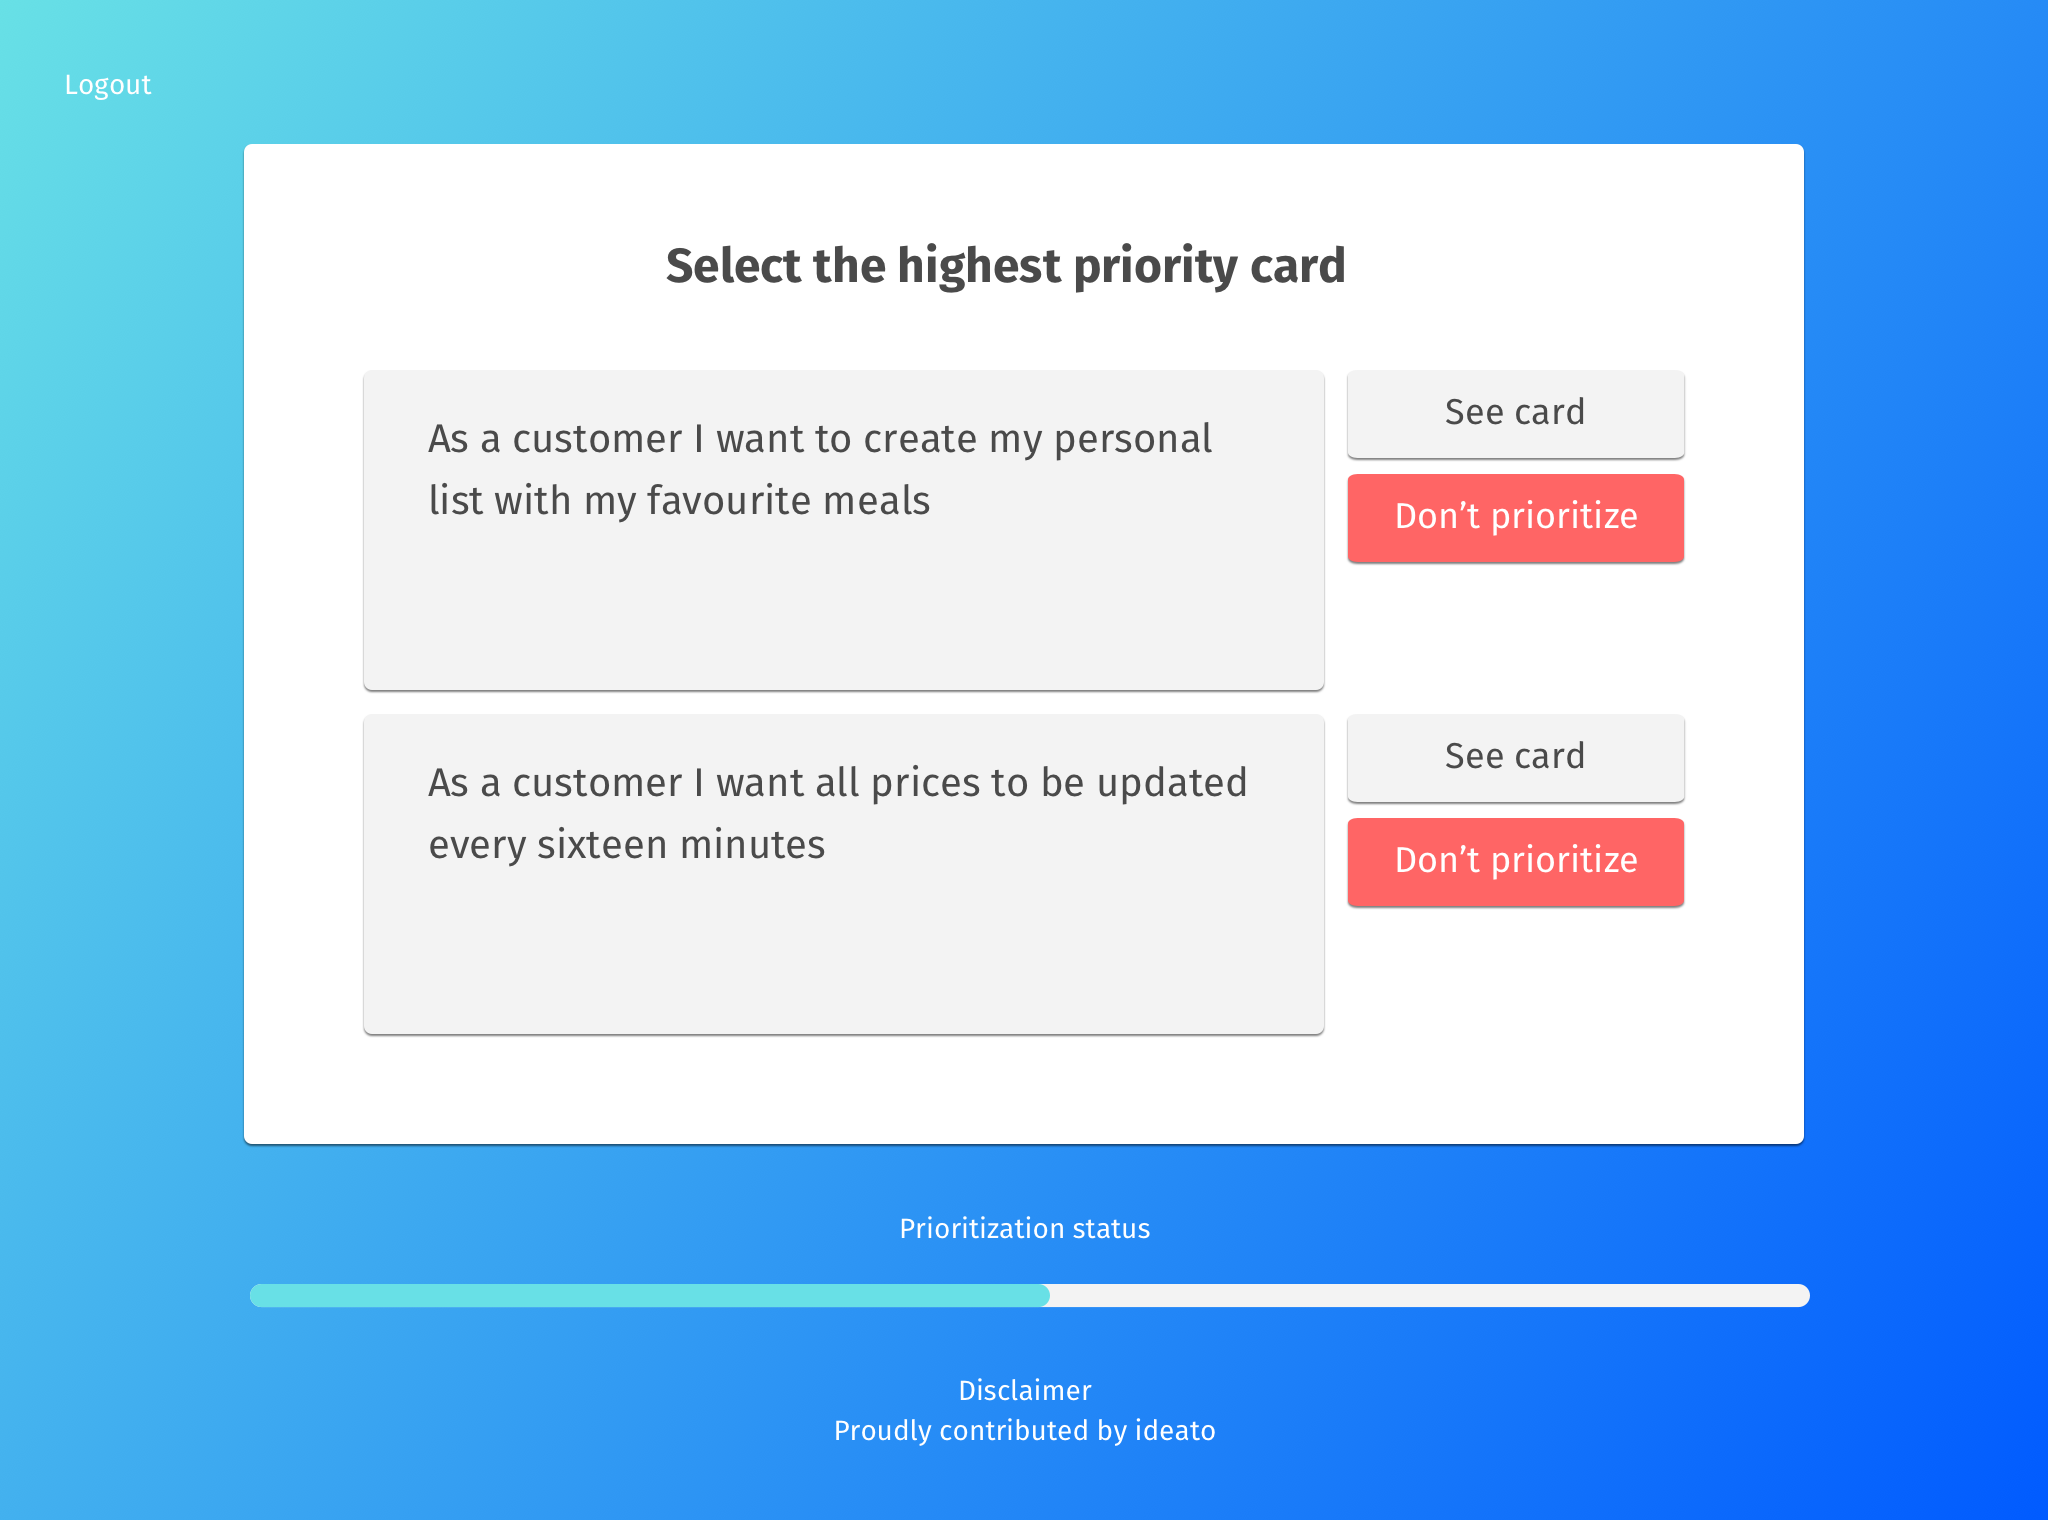 Logout
Select the highest priority card
As a customer I want to create my personal
list with my favourite meals
See card
Don’t prioritize
As a customer I want all prices to be updated
every sixteen minutes
See card
Don’t prioritize
Prioritization status
Disclaimer
Proudly contributed by ideato